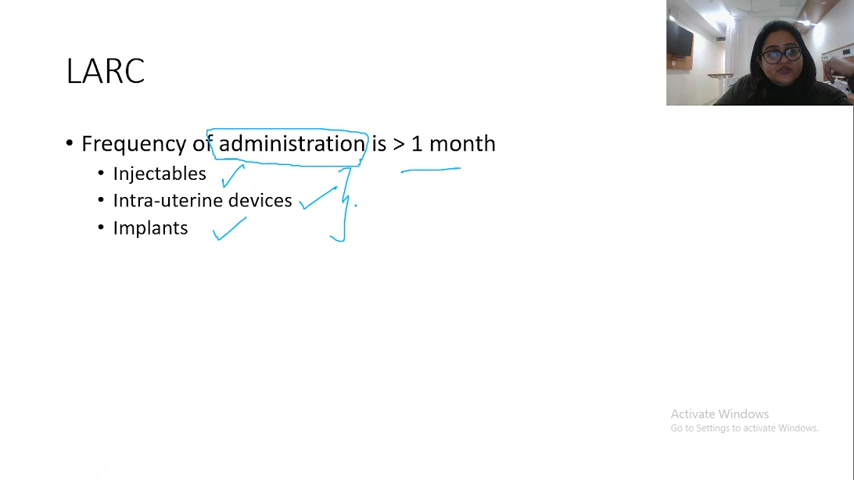 LARC
• Frequency of administration is > 1 month
• Injectables
• Intra-uterine devices
• Implants
Activate Windows
Go to Settings to activate Windows.